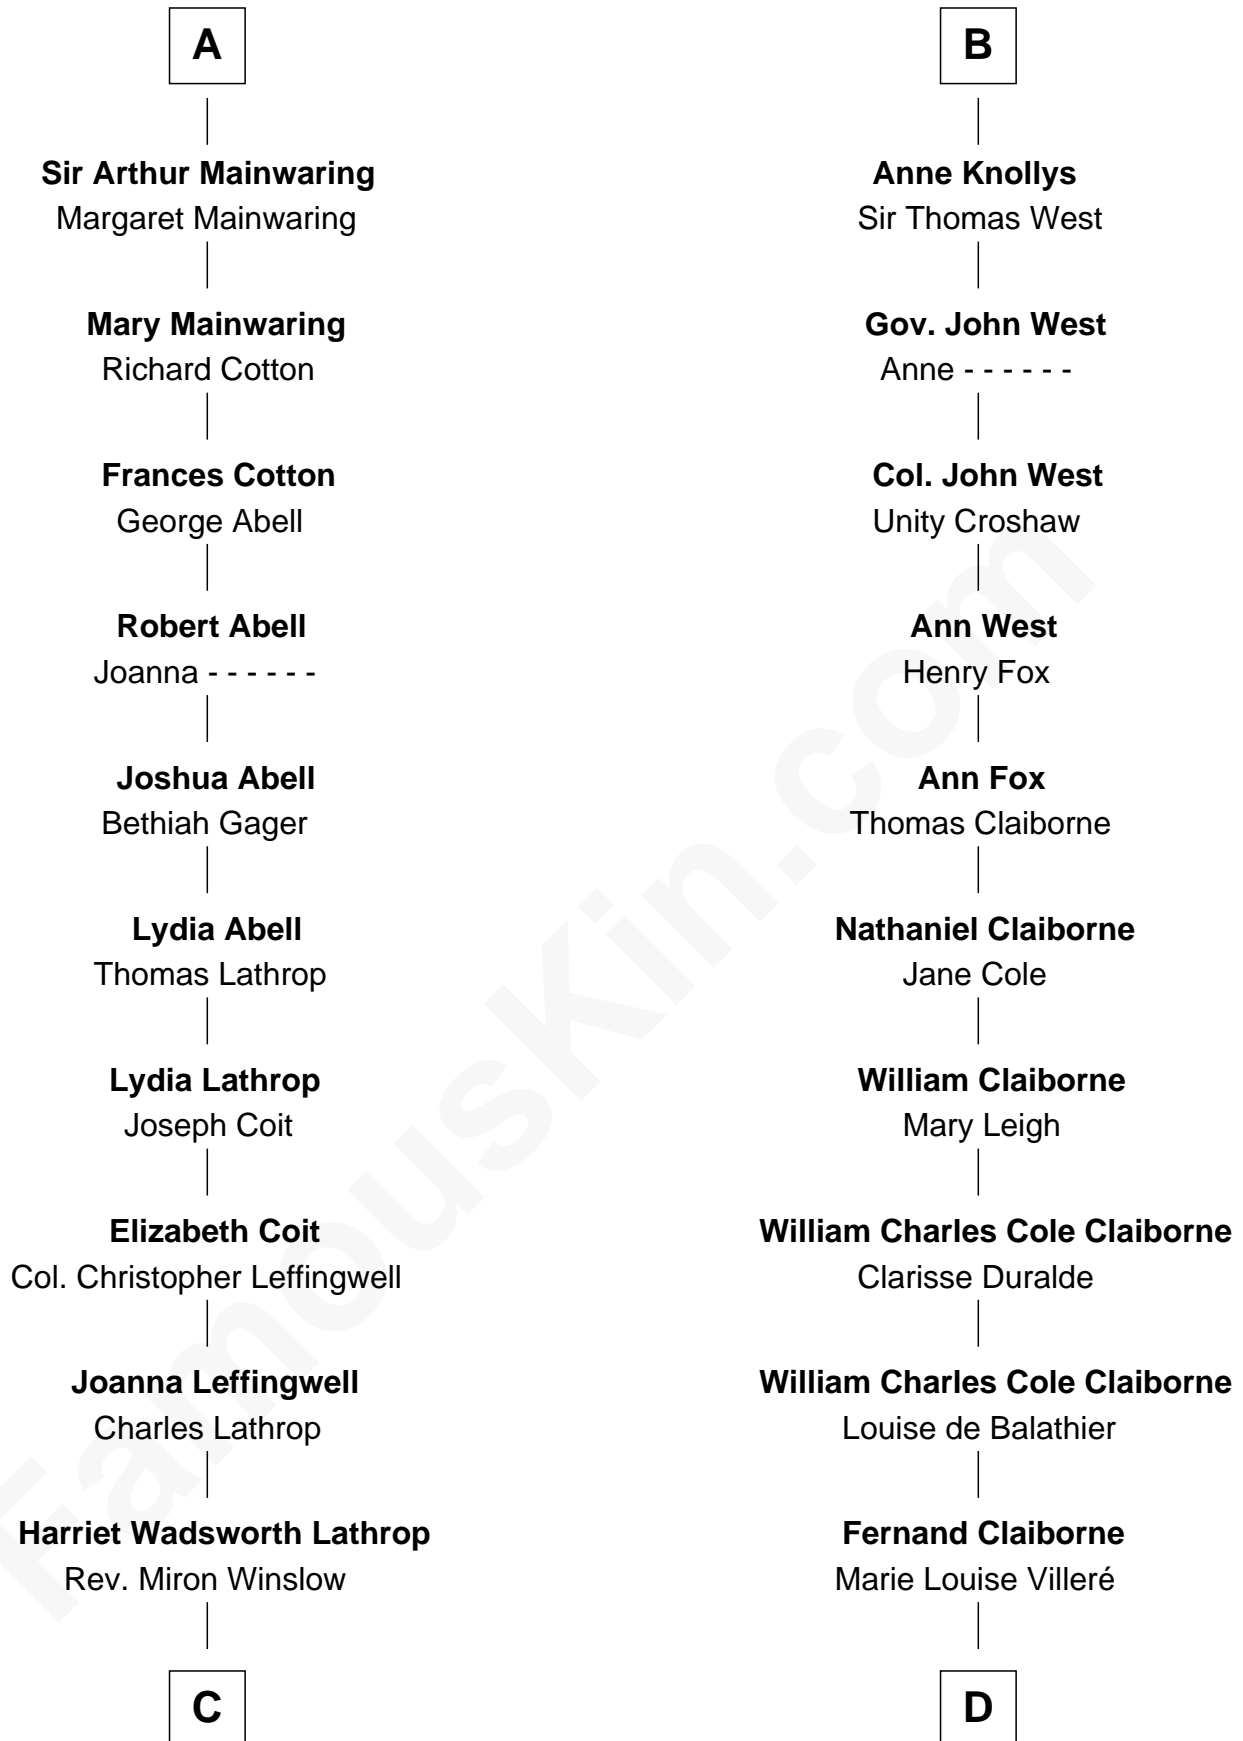 A
Sir Arthur Mainwaring
Margaret Mainwaring
Mary Mainwaring
Richard Cotton
Frances Cotton
George Abell
Robert Abell
Joanna - - - - - -
Joshua Abell
Bethiah Gager
Lydia Abell
Thomas Lathrop
Lydia Lathrop
Joseph Coit
Elizabeth Coit
Col. Christopher Leffingwell
Joanna Leffingwell
Charles Lathrop
Harriet Wadsworth Lathrop
Rev. Miron Winslow
C
B
Anne Knollys
Sir Thomas West
Gov. John West
Anne - - - - - -
Col. John West
Unity Croshaw
Ann West
Henry Fox
Ann Fox
Thomas Claiborne
Nathaniel Claiborne
Jane Cole
William Claiborne
Mary Leigh
William Charles Cole Claiborne
Clarisse Duralde
William Charles Cole Claiborne
Louise de Balathier
Fernand Claiborne
Marie Louise Villeré
D
FamousKin.com